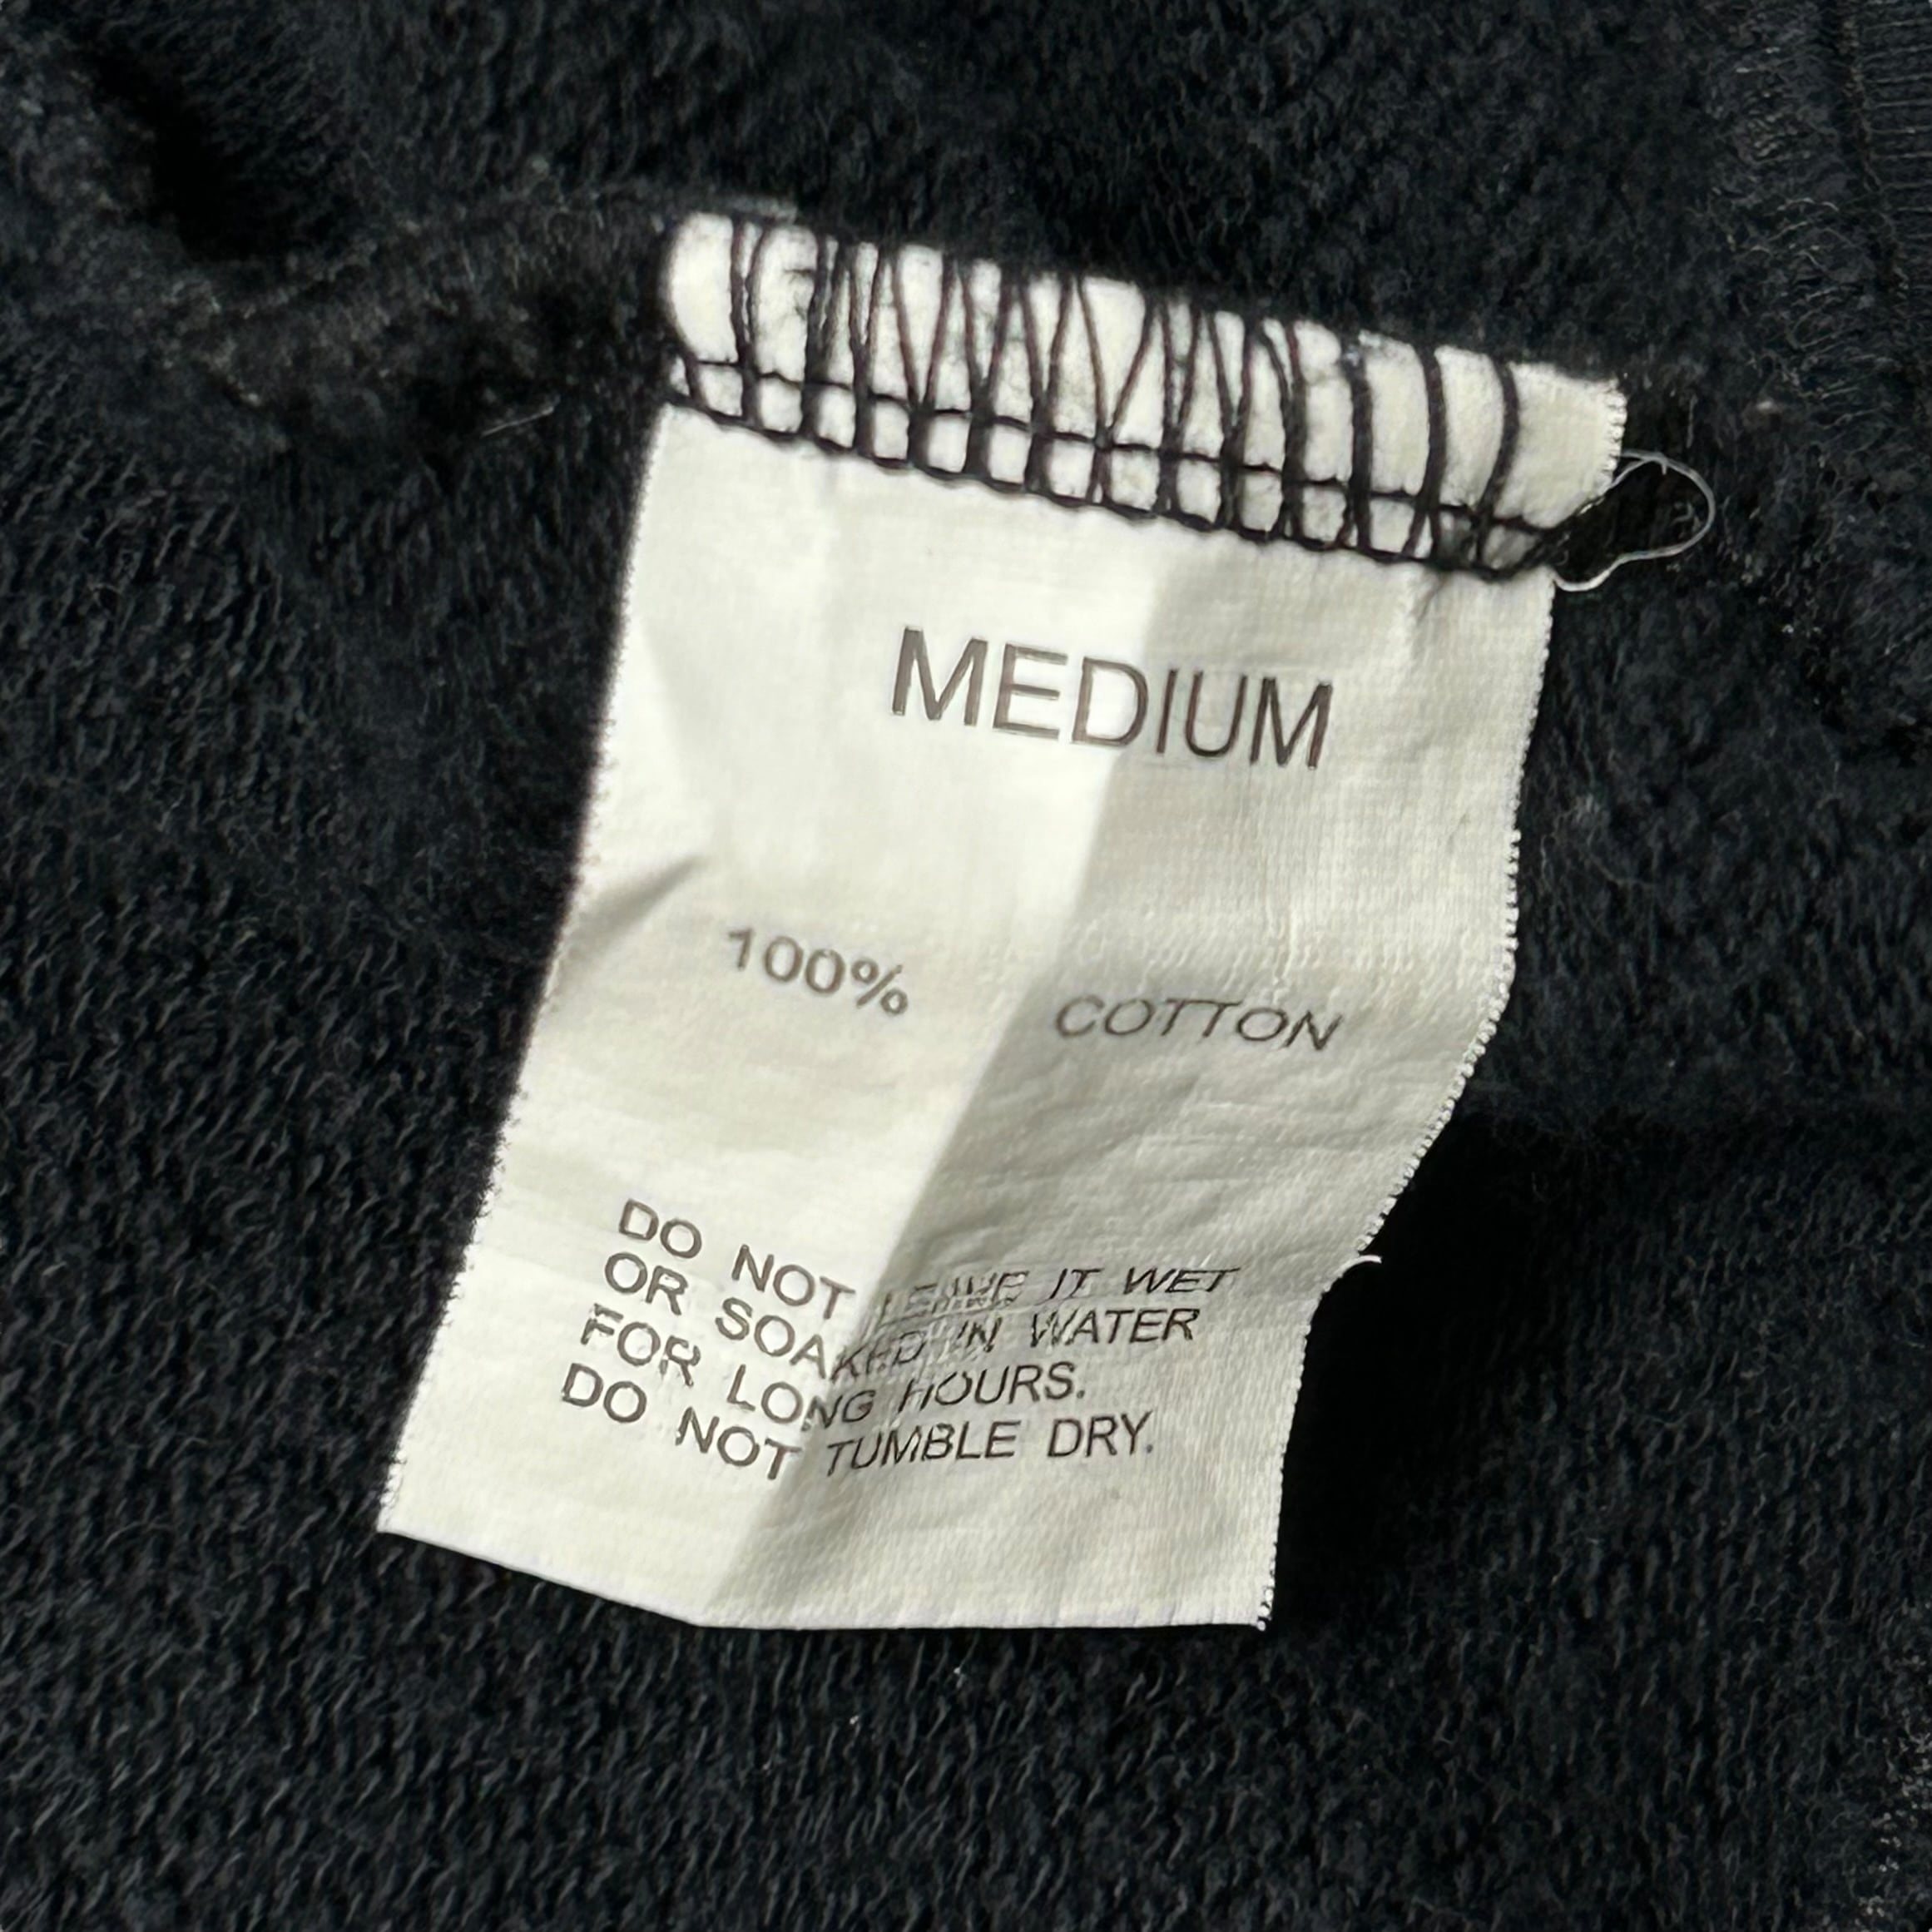 MEDIUM
100% COTTON
DO NOT LEAVE IT WET
OR SOAKED IN WATER
FOR LONG HOURS.
DO NOT TUMBLE DRY.